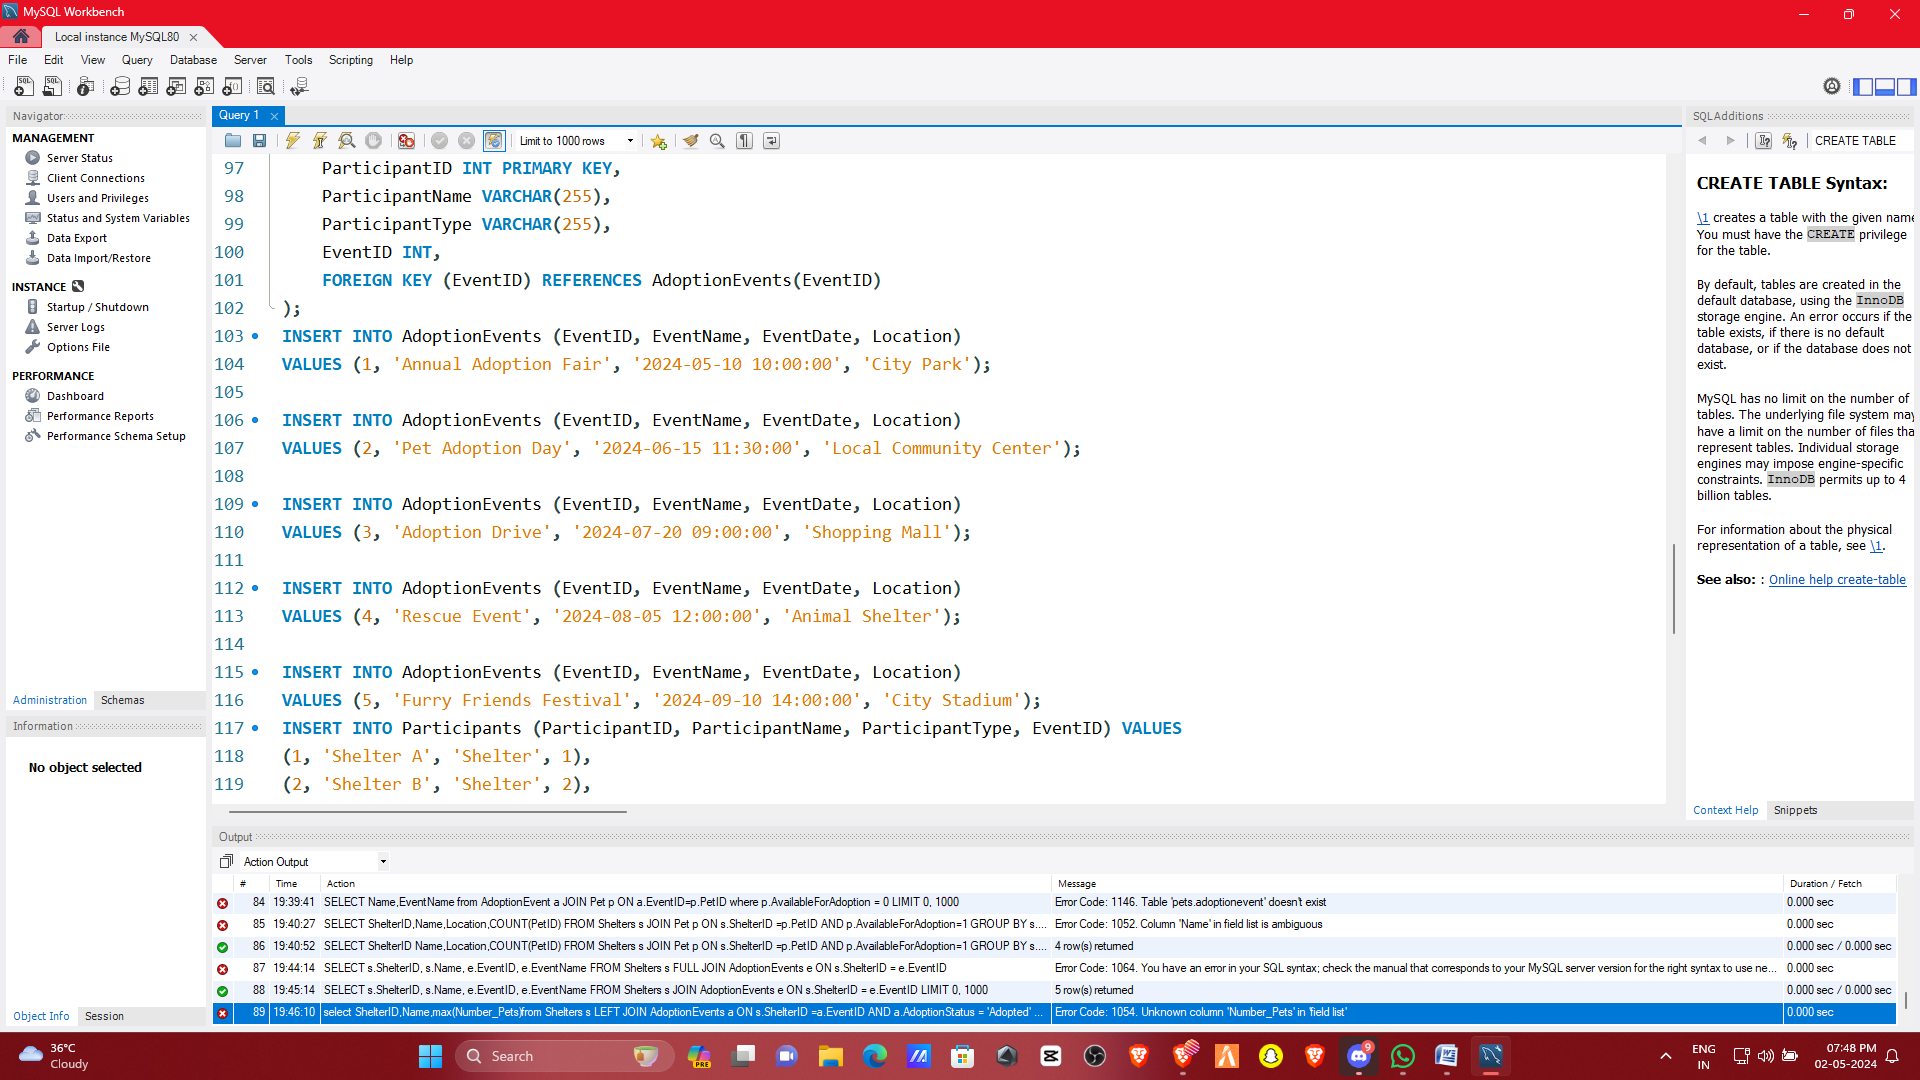 MySQL Workbench
Local instance MySQL80
File Edit View Query Database Server Tools Scripting Help
Navigator
MANAGEMENT
Server Status
Client Connections
Users and Privileges
Status and System Variables
Data Export
Data Import/Restore
INSTANCE
Startup / Shutdown
Server Logs
Options File
PERFORMANCE
Dashboard
Performance Reports
Performance Schema Setup
Administration Schemas
Information
No object selected
Object Info Session
Query 1
Limit to 1000 rows
97 ParticipantID INT PRIMARY KEY,
98 ParticipantName VARCHAR(255),
99 ParticipantType VARCHAR(255),
100 EventID INT,
101 FOREIGN KEY (EventID) REFERENCES AdoptionEvents(EventID)
102 );
103 INSERT INTO AdoptionEvents (EventID, EventName, EventDate, Location)
104 VALUES (1, 'Annual Adoption Fair', '2024-05-10 10:00:00', 'City Park');
105
106 INSERT INTO AdoptionEvents (EventID, EventName, EventDate, Location)
107 VALUES (2, 'Pet Adoption Day', '2024-06-15 11:30:00', 'Local Community Center');
108
109 INSERT INTO AdoptionEvents (EventID, EventName, EventDate, Location)
110 VALUES (3, 'Adoption Drive', '2024-07-20 09:00:00', 'Shopping Mall');
111
112 INSERT INTO AdoptionEvents (EventID, EventName, EventDate, Location)
113 VALUES (4, 'Rescue Event', '2024-08-05 12:00:00', 'Animal Shelter');
114
115 INSERT INTO AdoptionEvents (EventID, EventName, EventDate, Location)
116 VALUES (5, 'Furry Friends Festival', '2024-09-10 14:00:00', 'City Stadium');
117 INSERT INTO Participants (ParticipantID, ParticipantName, ParticipantType, EventID) VALUES
118 (1, 'Shelter A', 'Shelter', 1),
119 (2, 'Shelter B', 'Shelter', 2),
SQLAdditions
CREATE TABLE
CREATE TABLE Syntax:
\1 creates a table with the given name
You must have the CREATE privilege
for the table.
By default, tables are created in the
default database, using the InnoDB
storage engine. An error occurs if the
table exists, if there is no default
database, or if the database does not
exist.
MySQL has no limit on the number of
tables. The underlying file system may
have a limit on the number of files tha
represent tables. Individual storage
engines may impose engine-specific
constraints. InnoDB permits up to 4
billion tables.
For information about the physical
representation of a table, see \1.
See also: : Online help create-table
Context Help Snippets
Output
Action Output
# Time Action Message Duration / Fetch
84 19:39:41 SELECT Name,EventName from AdoptionEvent a JOIN Pet p ON a.EventID=p.PetID where p.AvailableForAdoption = 0 LIMIT 0, 1000 Error Code: 1146. Table 'pets.adoptionevent' doesn't exist 0.000 sec
85 19:40:27 SELECT ShelterID,Name,Location,COUNT(PetID) FROM Shelters s JOIN Pet p ON s.ShelterID =p.PetID AND p.AvailableForAdoption=1 GROUP BY s.... Error Code: 1052. Column 'Name' in field list is ambiguous 0.000 sec
86 19:40:52 SELECT ShelterID Name,Location,COUNT(PetID) FROM Shelters s JOIN Pet p ON s.ShelterID =p.PetID AND p.AvailableForAdoption=1 GROUP BY s.... 4 row(s) returned 0.000 sec / 0.000 sec
87 19:44:14 SELECT s.ShelterID, s.Name, e.EventID, e.EventName FROM Shelters s FULL JOIN AdoptionEvents e ON s.ShelterID = e.EventID Error Code: 1064. You have an error in your SQL syntax; check the manual that corresponds to your MySQL server version for the right syntax to use ne... 0.000 sec
88 19:45:14 SELECT s.ShelterID, s.Name, e.EventID, e.EventName FROM Shelters s JOIN AdoptionEvents e ON s.ShelterID = e.EventID LIMIT 0, 1000 5 row(s) returned 0.000 sec / 0.000 sec
89 19:46:10 select ShelterID,Name,max(Number_Pets)from Shelters s LEFT JOIN AdoptionEvents a ON s.ShelterID =a.EventID AND a.AdoptionStatus = 'Adopted' ... Error Code: 1054. Unknown column 'Number_Pets' in 'field list' 0.000 sec
36°C
Cloudy
Search
PRE
9
ENG
IN
07:48 PM
02-05-2024